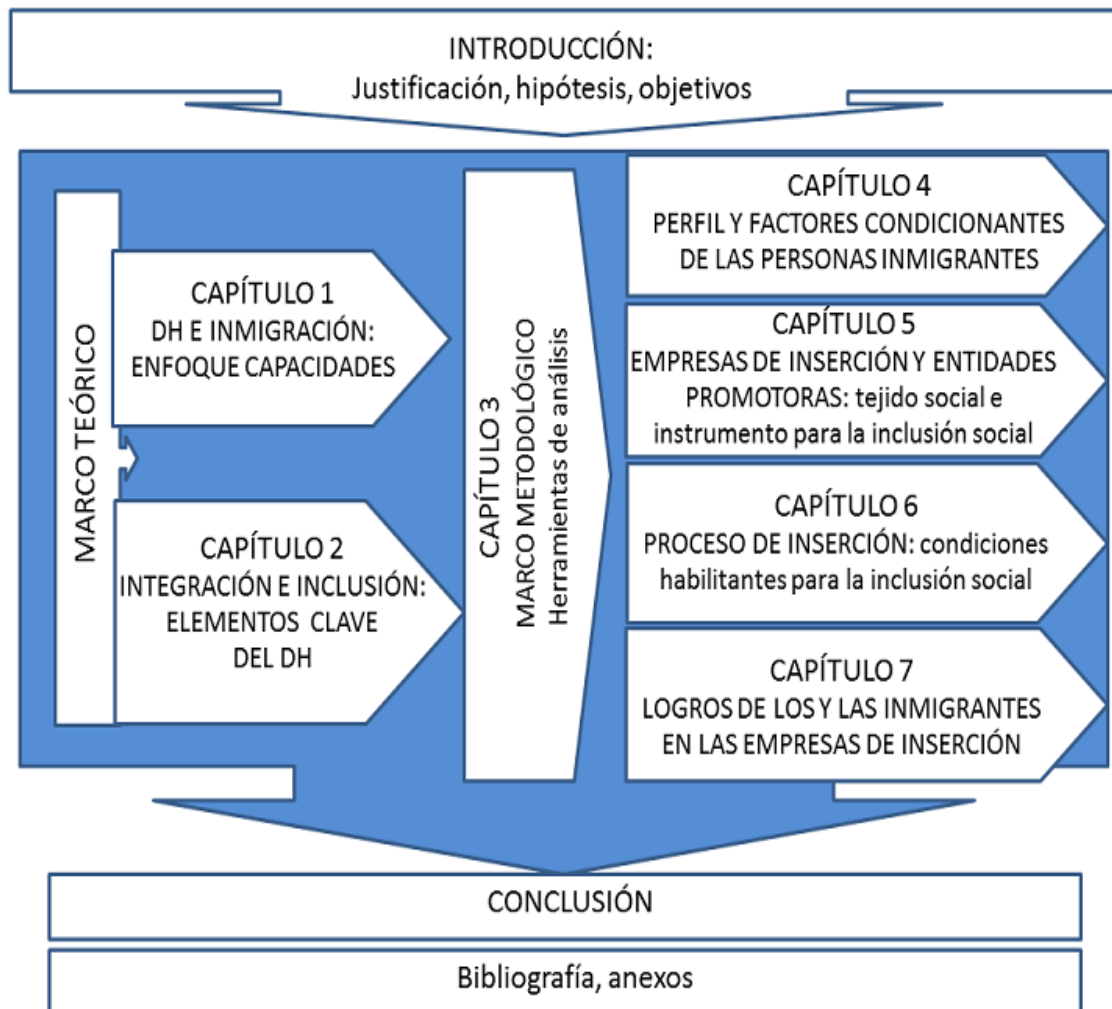 INTRODUCCIÓN:
Justificación, hipótesis, objetivos
MARCO TEÓRICO
CAPÍTULO 1
DH E INMIGRACIÓN:
ENFOQUE CAPACIDADES
CAPÍTULO 2
INTEGRACIÓN E INCLUSIÓN:
ELEMENTOS CLAVE
DEL DH
CAPÍTULO 3
MARCO METODOLÓGICO
Herramientas de análisis
CAPÍTULO 4
PERFIL Y FACTORES CONDICIONANTES
DE LAS PERSONAS INMIGRANTES
CAPÍTULO 5
EMPRESAS DE INSERCIÓN Y ENTIDADES
PROMOTORAS: tejido social e
instrumento para la inclusión social
CAPÍTULO 6
PROCESO DE INSERCIÓN: condiciones
habilitantes para la inclusión social
CAPÍTULO 7
LOGROS DE LOS Y LAS INMIGRANTES
EN LAS EMPRESAS DE INSERCIÓN
CONCLUSIÓN
Bibliografía, anexos